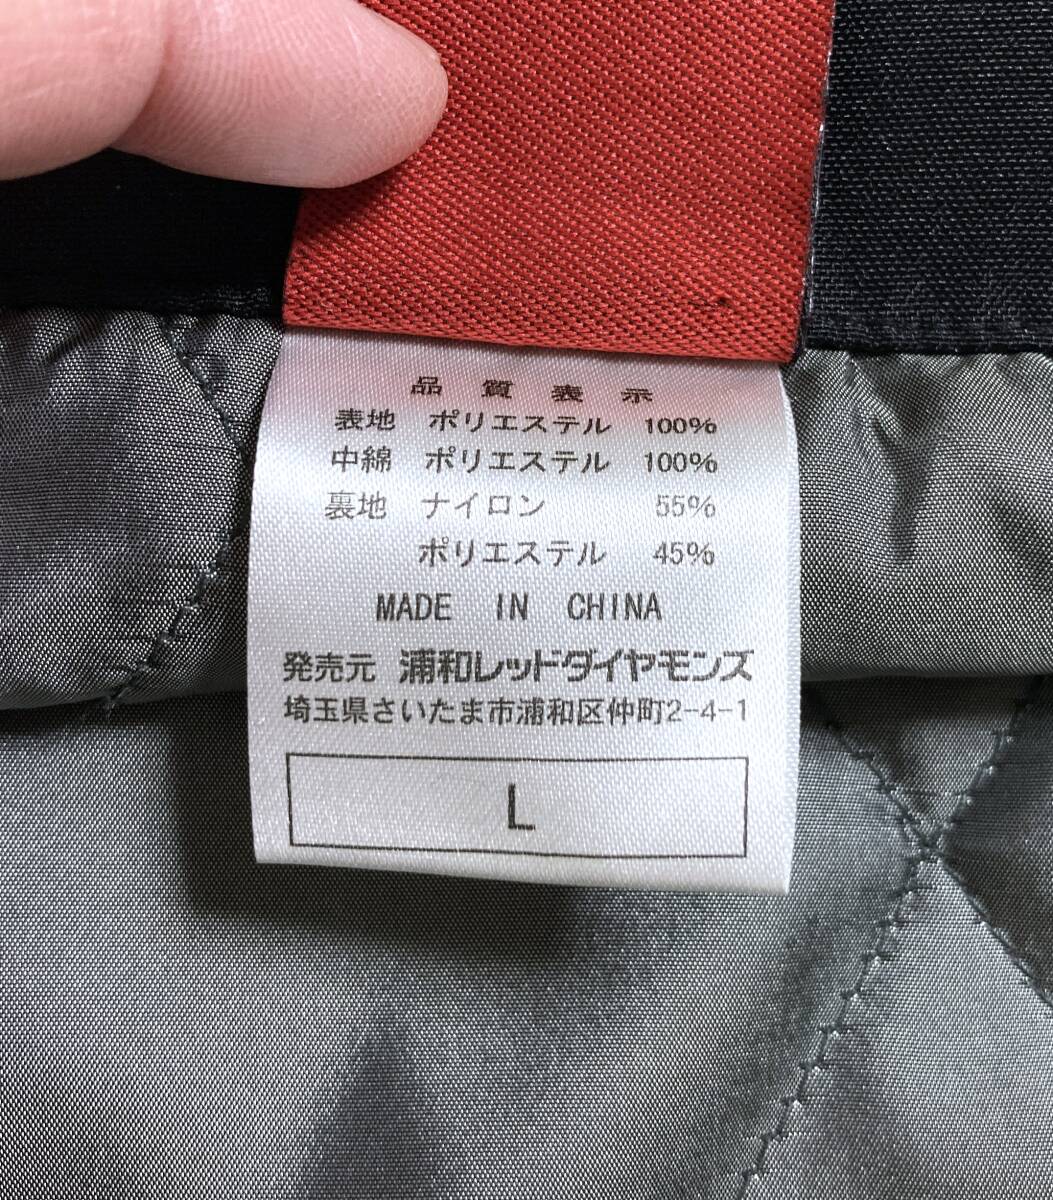 品質表示
表地 ポリエステル 100%
中綿 ポリエステル 100%
裏地 ナイロン 55%
ポリエステル 45%
MADE IN CHINA
発売元 浦和レッドダイヤモンズ
埼玉県さいたま市浦和区仲町2-4-1
L